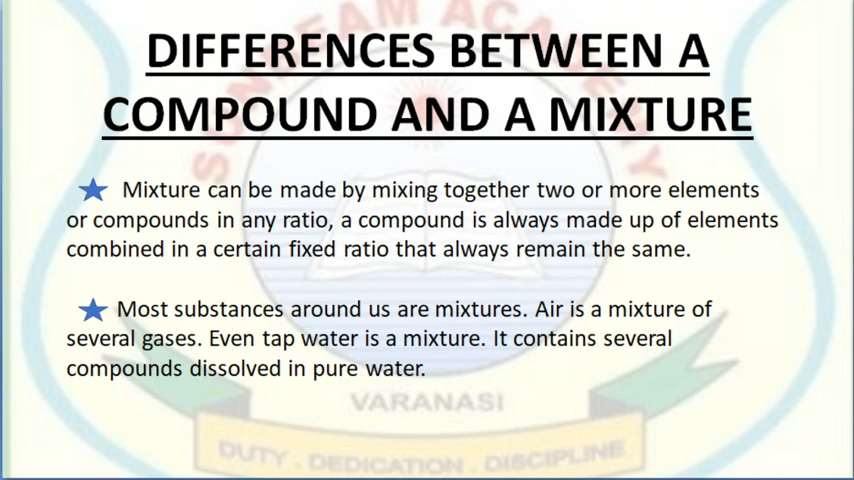 DIFFERENCES BETWEEN A
COMPOUND AND A MIXTURE
Mixture can be made by mixing together two or more elements
or compounds in any ratio, a compound is always made up of elements
combined in a certain fixed ratio that always remain the same.
Most substances around us are mixtures. Air is a mixture of
several gases. Even tap water is a mixture. It contains several
compounds dissolved in pure water.
VARANASI
DUTY . DEDICATION . DISCIPLINE